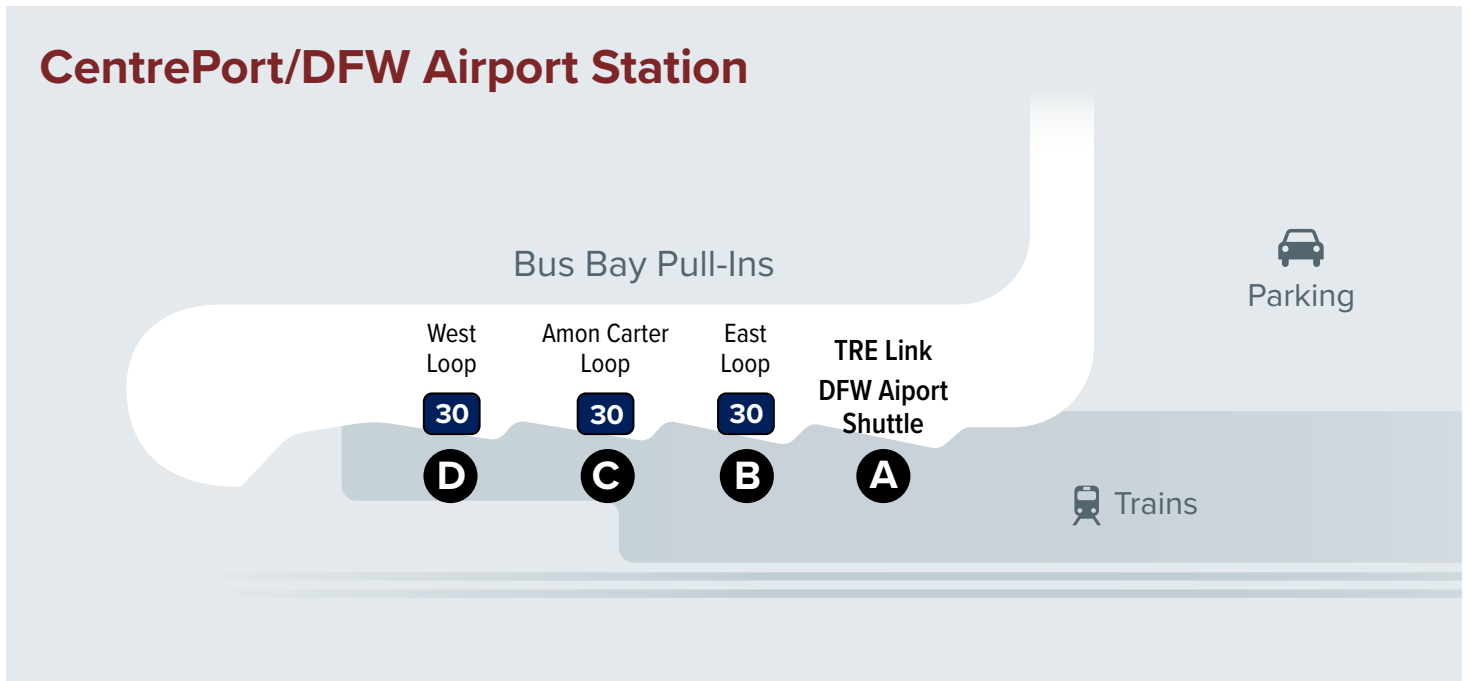 CentrePort/DFW Airport Station
Bus Bay Pull-Ins
Parking
West
Loop
30
D
Amon Carter
Loop
30
C
East
Loop
30
B
TRE Link
DFW Aiport
Shuttle
A
Trains